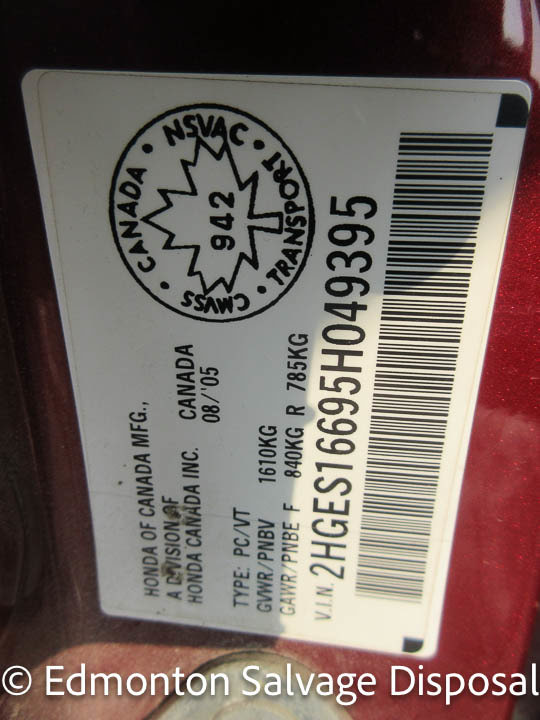 CANADA • NSVAC • TRANSPORT • CMVSS •
942
HONDA OF CANADA MFG.,
A DIVISION OF
HONDA CANADA INC. CANADA
08/'05
TYPE: PC/VT
GVWR/PNBV 1610KG
GAWR/PNBE F 840KG R 785KG
V.I.N. 2HGES16695H049395
© Edmonton Salvage Disposal